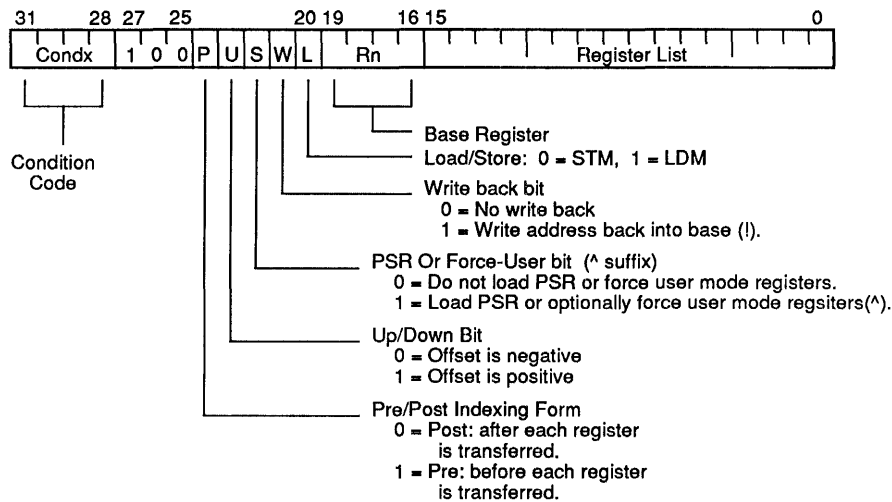 31 28 27 25 20 19 16 15 0
Condx 1 0 0 P U S W L Rn Register List
Base Register
Load/Store: 0 = STM, 1 = LDM
Condition
Code
Write back bit
0 = No write back
1 = Write address back into base (!).
PSR Or Force-User bit (^ suffix)
0 = Do not load PSR or force user mode registers.
1 = Load PSR or optionally force user mode regsiters(^).
Up/Down Bit
0 = Offset is negative
1 = Offset is positive
Pre/Post Indexing Form
0 = Post: after each register
is transferred.
1 = Pre: before each register
is transferred.